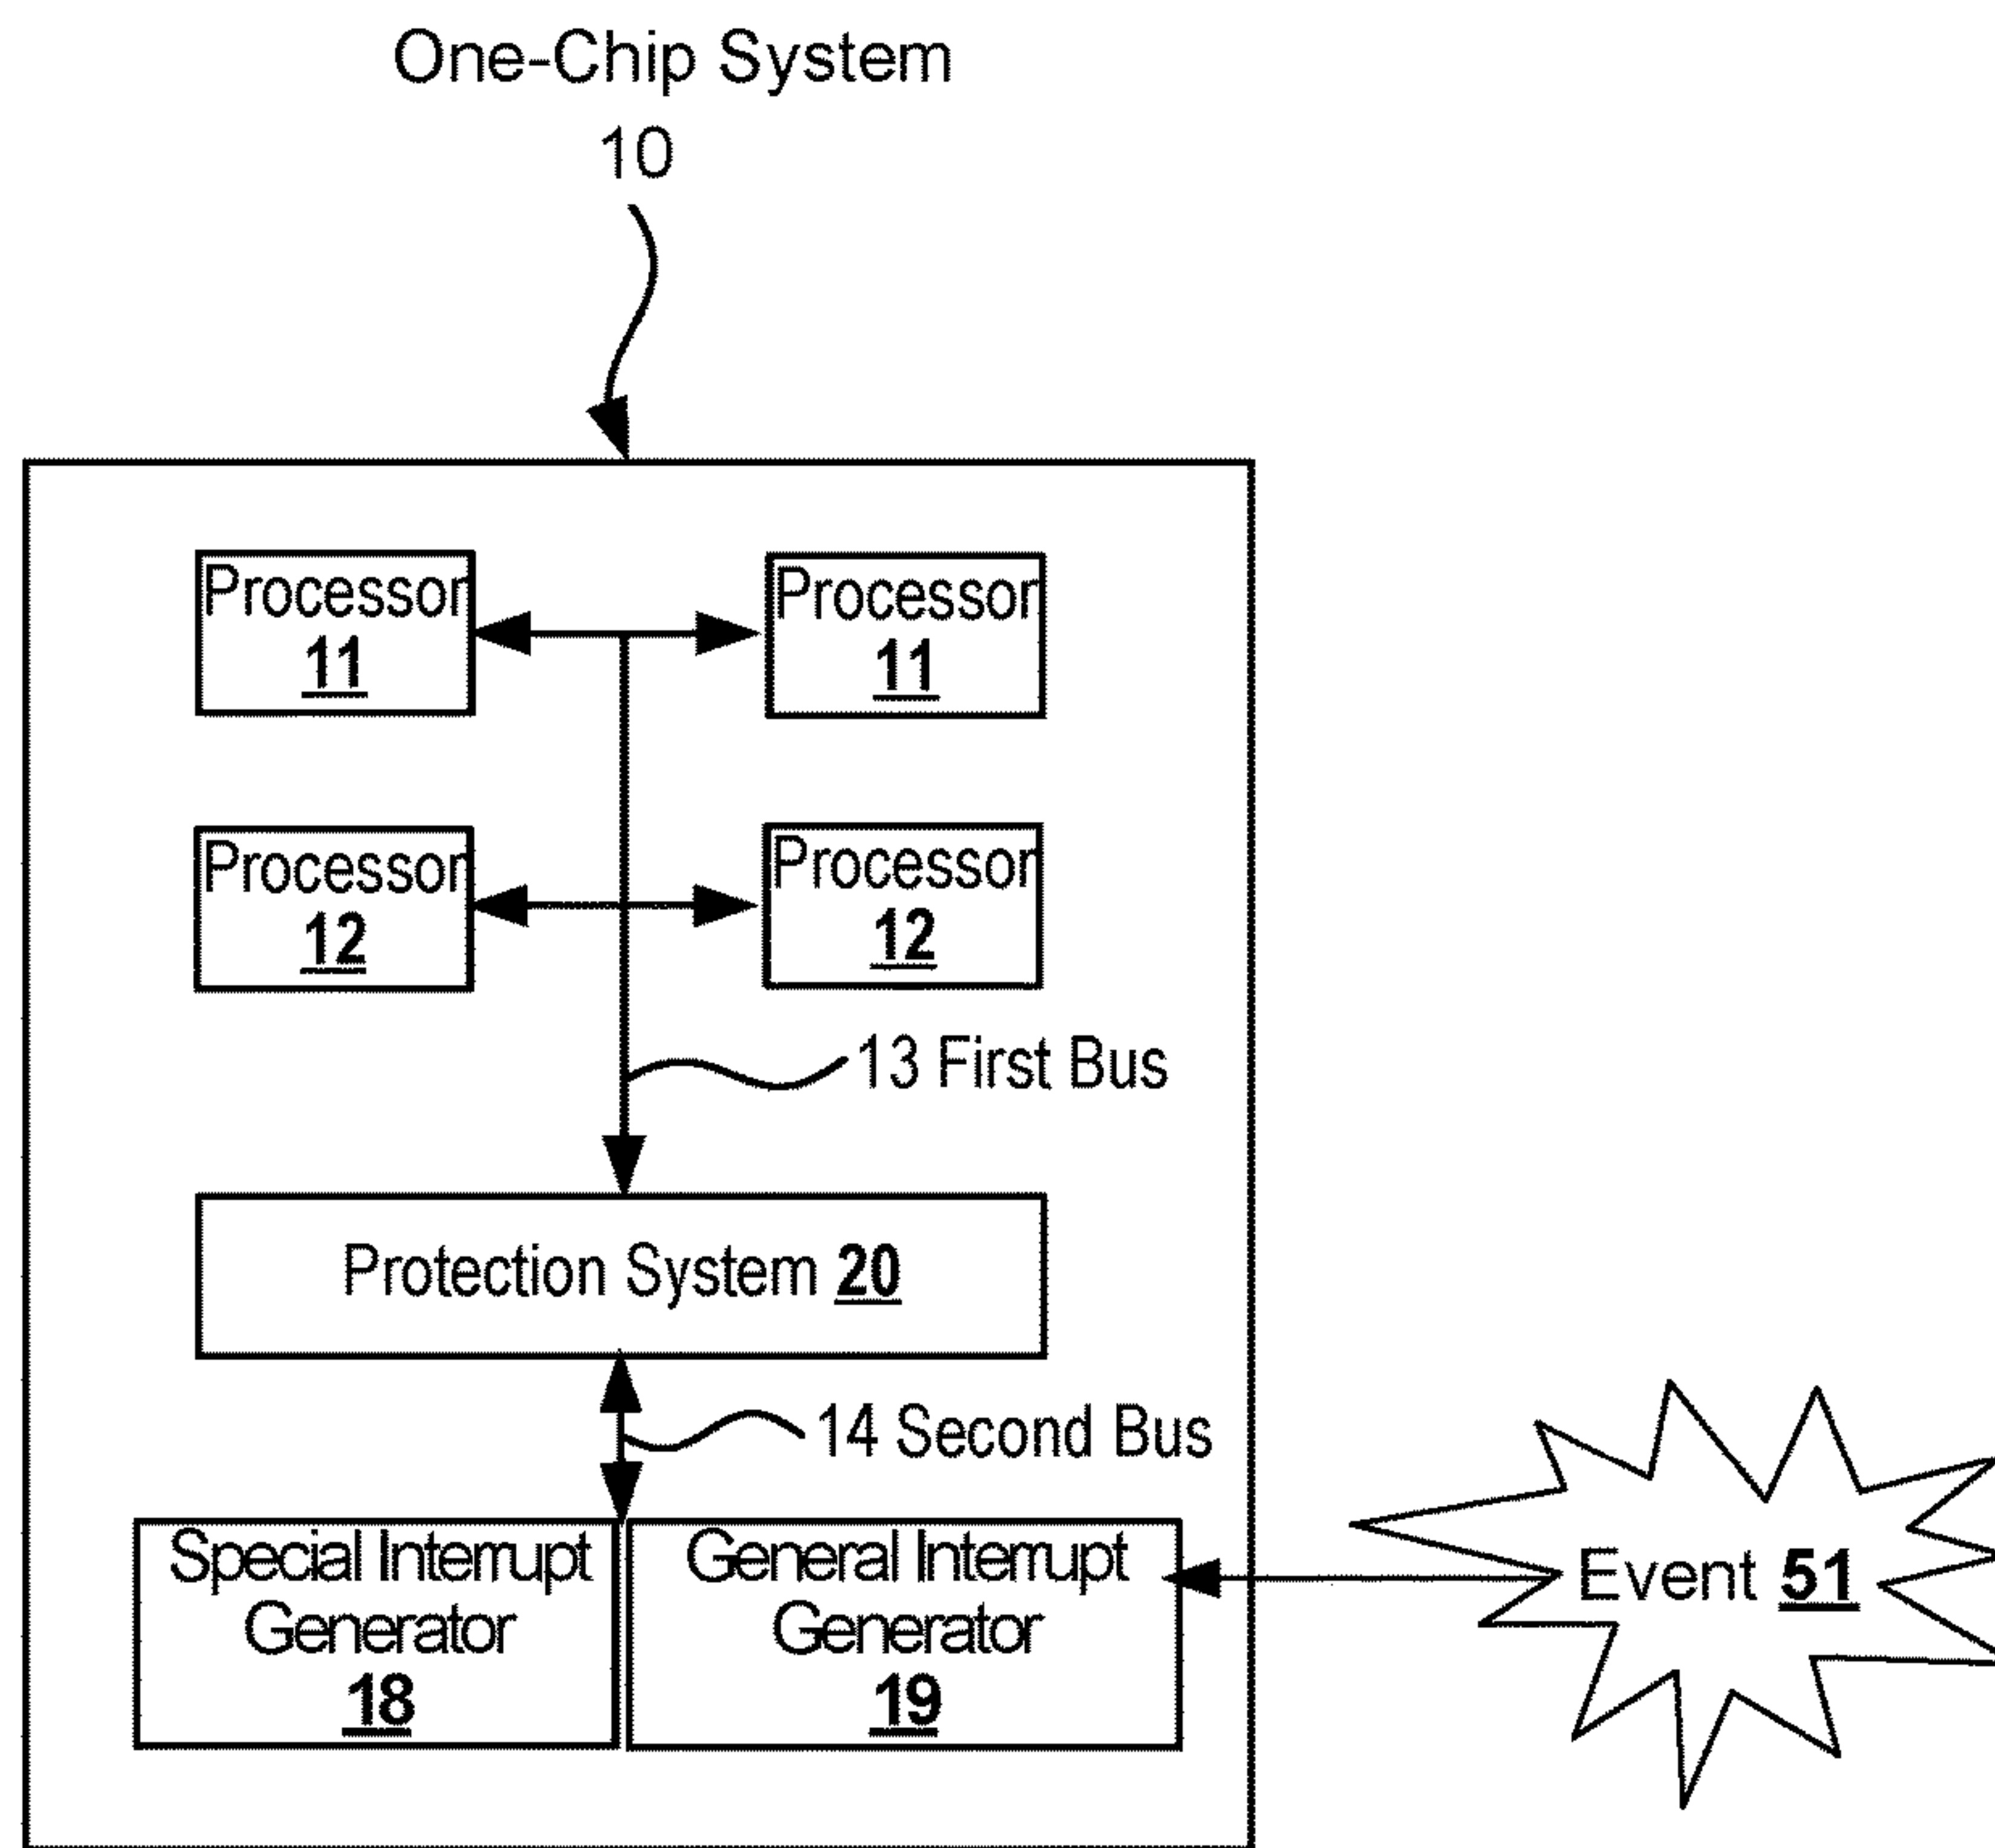 One-Chip System
10
Processor
11
Processor
11
Processor
12
Processor
12
13 First Bus
Protection System 20
14 Second Bus
Special Interrupt
Generator
18
General Interrupt
Generator
19
Event 51